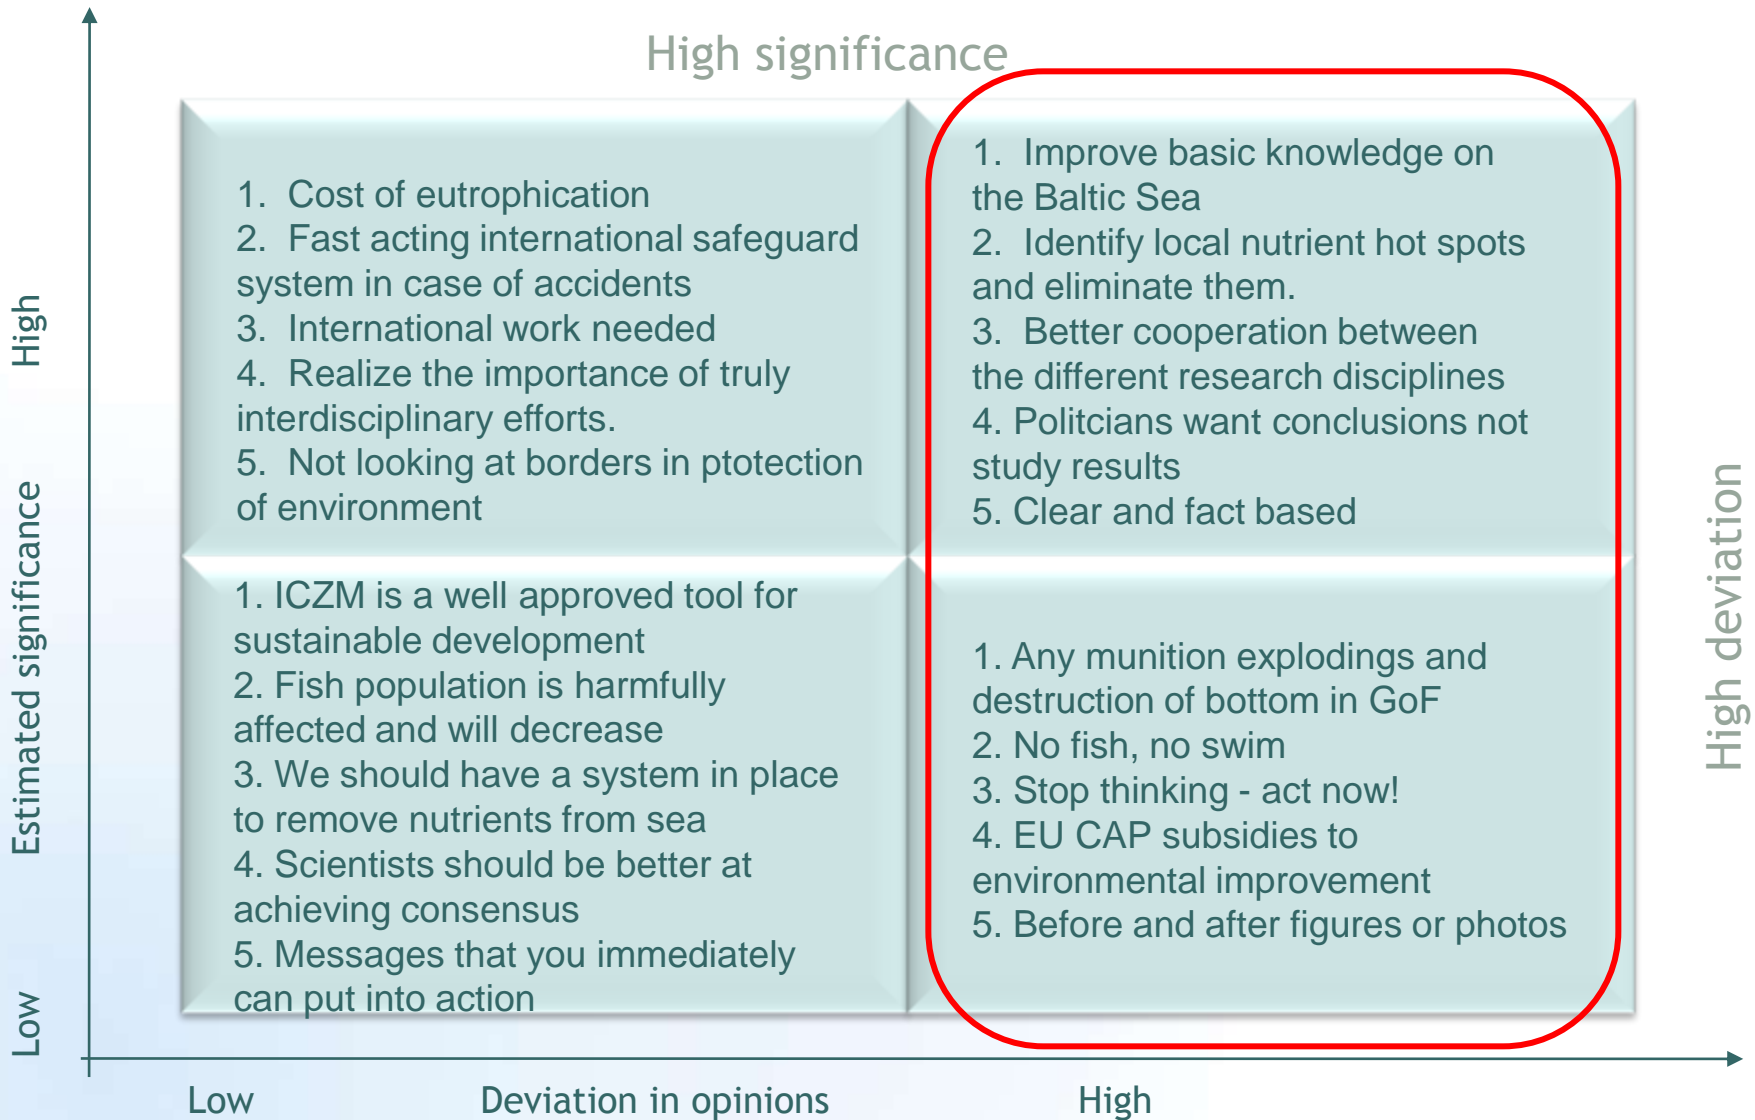 High significance
1. Cost of eutrophication
2. Fast acting international safeguard
system in case of accidents
3. International work needed
4. Realize the importance of truly
interdisciplinary efforts.
5. Not looking at borders in ptotection
of environment
1. Improve basic knowledge on
the Baltic Sea
2. Identify local nutrient hot spots
and eliminate them.
3. Better cooperation between
the different research disciplines
4. Politcians want conclusions not
study results
5. Clear and fact based
1. ICZM is a well approved tool for
sustainable development
2. Fish population is harmfully
affected and will decrease
3. We should have a system in place
to remove nutrients from sea
4. Scientists should be better at
achieving consensus
5. Messages that you immediately
can put into action
1. Any munition explodings and
destruction of bottom in GoF
2. No fish, no swim
3. Stop thinking - act now!
4. EU CAP subsidies to
environmental improvement
5. Before and after figures or photos
High deviation
High
Estimated significance
Low
Low
Deviation in opinions
High